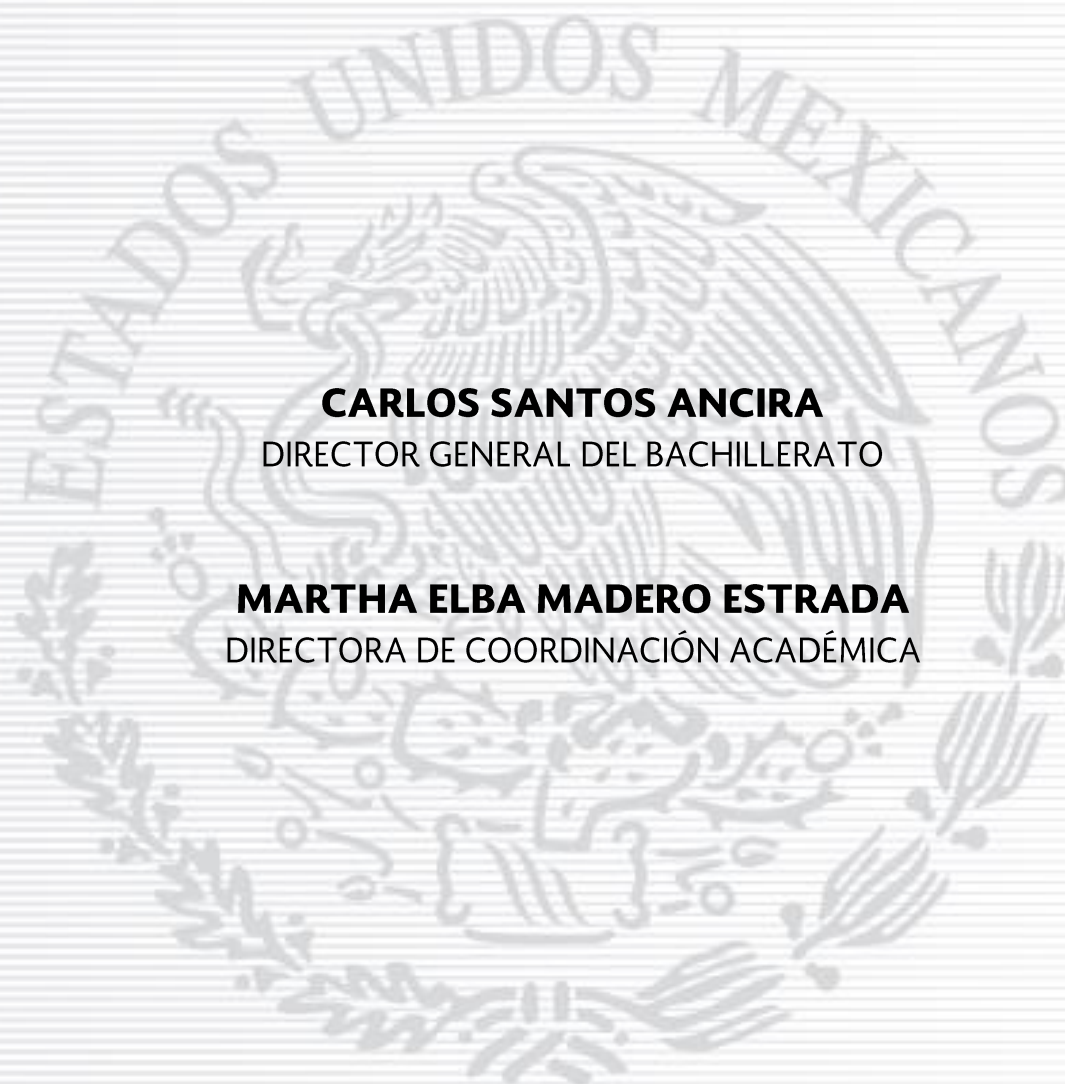 ESTADOS UNIDOS MEXICANOS
CARLOS SANTOS ANCIRA
DIRECTOR GENERAL DEL BACHILLERATO
MARTHA ELBA MADERO ESTRADA
DIRECTORA DE COORDINACIÓN ACADÉMICA